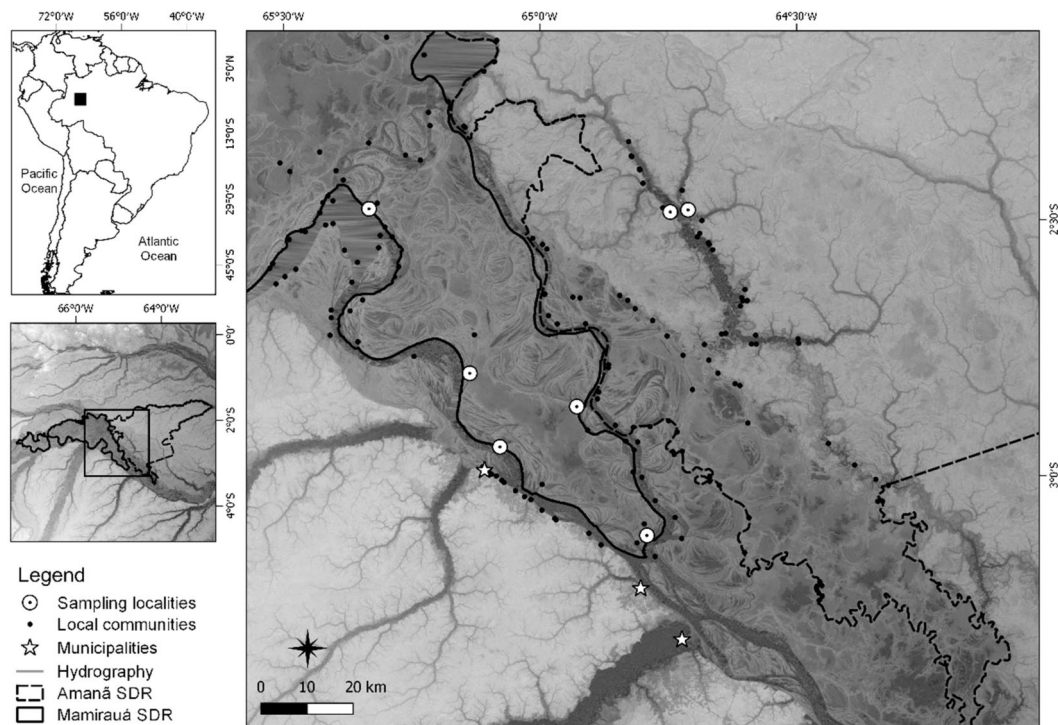 72°0'W 56°0'W 40°0'W
3°0'N
13°0'S
29°0'S
45°0'S
Pacific
Ocean
Atlantic
Ocean
66°0'W 64°0'W
0°0'
2°0'S
4°0'S
Legend
Sampling localities
Local communities
Municipalities
Hydrography
Amanã SDR
Mamirauá SDR
65°30'W 65°0'W 64°30'W
2°30'S
3°0'S
0 10 20 km